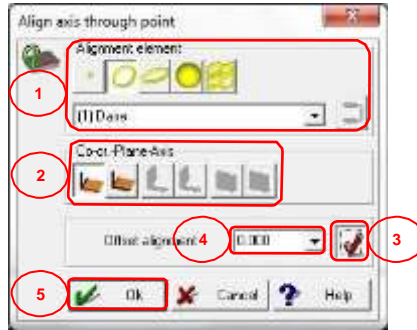 Align axis through point
Alignment element
1
(1) Daire
Co-or.-Plane-Axis
2
Offset alignment
4
0.000
3
5
Ok
Cancel
Help